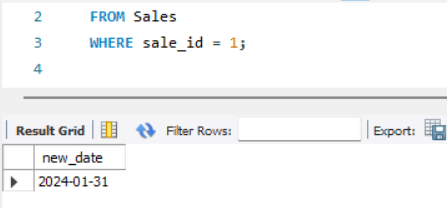 2 FROM Sales
3 WHERE sale_id = 1;
4
Result Grid Filter Rows: Export:
new_date
2024-01-31